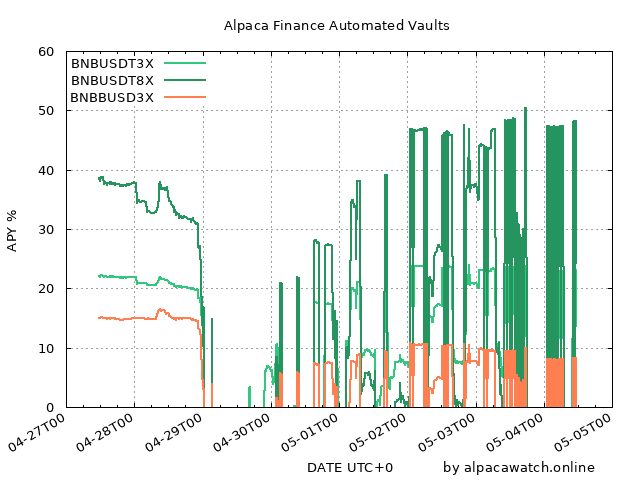 Alpaca Finance Automated Vaults
60
50
40
30
20
10
0
APY %
BNBUSDT3X
BNBUSDT8X
BNBBUSD3X
04-27T00
04-28T00
04-29T00
04-30T00
05-01T00
05-02T00
05-03T00
05-04T00
05-05T00
DATE UTC+0
by alpacawatch.online